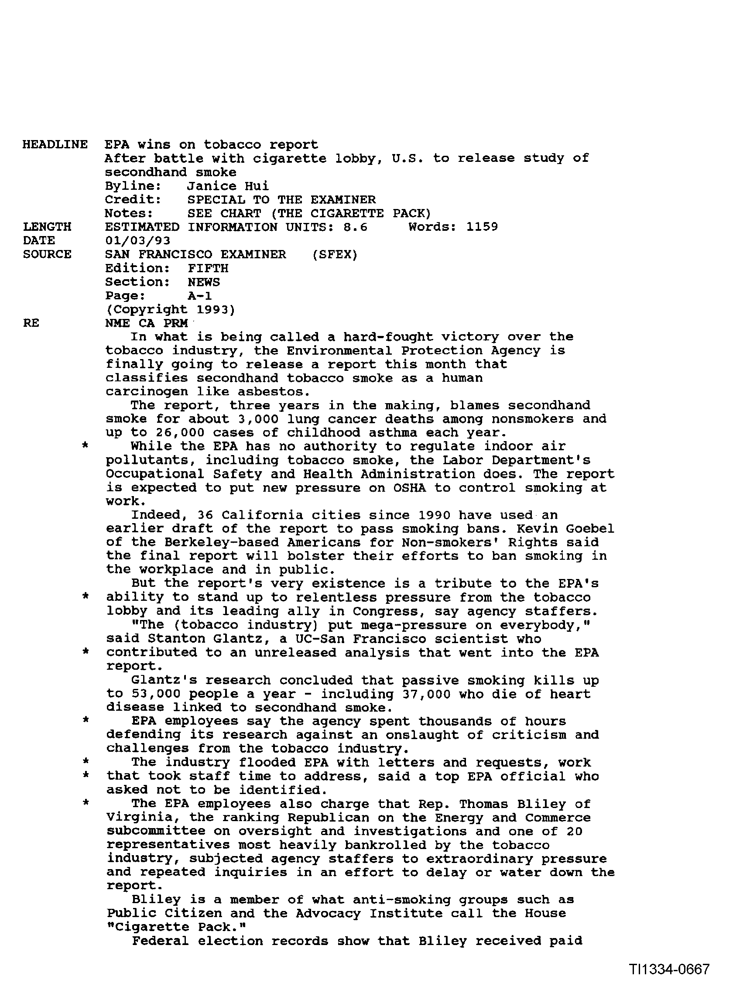 HEADLINE EPA wins on tobacco report
After battle with cigarette lobby, U.S. to release study of
secondhand smoke
Byline: Janice Hui
Credit: SPECIAL TO THE EXAMINER
Notes: SEE CHART (THE CIGARETTE PACK)
LENGTH ESTIMATED INFORMATION UNITS: 8.6 Words: 1159
DATE 01/03/93
SOURCE SAN FRANCISCO EXAMINER (SFEX)
Edition: FIFTH
Section: NEWS
Page: A-1
(Copyright 1993)
RE NME CA PRM
In what is being called a hard-fought victory over the
tobacco industry, the Environmental Protection Agency is
finally going to release a report this month that
classifies secondhand tobacco smoke as a human
carcinogen like asbestos.
The report, three years in the making, blames secondhand
smoke for about 3,000 lung cancer deaths among nonsmokers and
up to 26,000 cases of childhood asthma each year.
* While the EPA has no authority to regulate indoor air
pollutants, including tobacco smoke, the Labor Department's
Occupational Safety and Health Administration does. The report
is expected to put new pressure on OSHA to control smoking at
work.
Indeed, 36 California cities since 1990 have used an
earlier draft of the report to pass smoking bans. Kevin Goebel
of the Berkeley-based Americans for Non-smokers' Rights said
the final report will bolster their efforts to ban smoking in
the workplace and in public.
But the report's very existence is a tribute to the EPA's
* ability to stand up to relentless pressure from the tobacco
lobby and its leading ally in Congress, say agency staffers.
"The (tobacco industry) put mega-pressure on everybody,"
said Stanton Glantz, a UC-San Francisco scientist who
* contributed to an unreleased analysis that went into the EPA
report.
Glantz's research concluded that passive smoking kills up
to 53,000 people a year - including 37,000 who die of heart
disease linked to secondhand smoke.
* EPA employees say the agency spent thousands of hours
defending its research against an onslaught of criticism and
challenges from the tobacco industry.
* The industry flooded EPA with letters and requests, work
* that took staff time to address, said a top EPA official who
asked not to be identified.
* The EPA employees also charge that Rep. Thomas Bliley of
Virginia, the ranking Republican on the Energy and Commerce
subcommittee on oversight and investigations and one of 20
representatives most heavily bankrolled by the tobacco
industry, subjected agency staffers to extraordinary pressure
and repeated inquiries in an effort to delay or water down the
report.
Bliley is a member of what anti-smoking groups such as
Public Citizen and the Advocacy Institute call the House
"Cigarette Pack."
Federal election records show that Bliley received paid
TI1334-0667